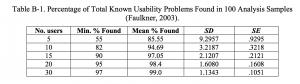 Table B-1. Percentage of Total Known Usability Problems Found in 100 Analysis Samples
(Faulkner, 2003).
No. users Min. % Found Mean % Found SD SE
5 55 85.55 9.2957 .9295
10 82 94.69 3.2187 .3218
15 90 97.05 2.1207 .2121
20 95 98.4 1.6080 .1608
30 97 99.0 1.1343 .1051